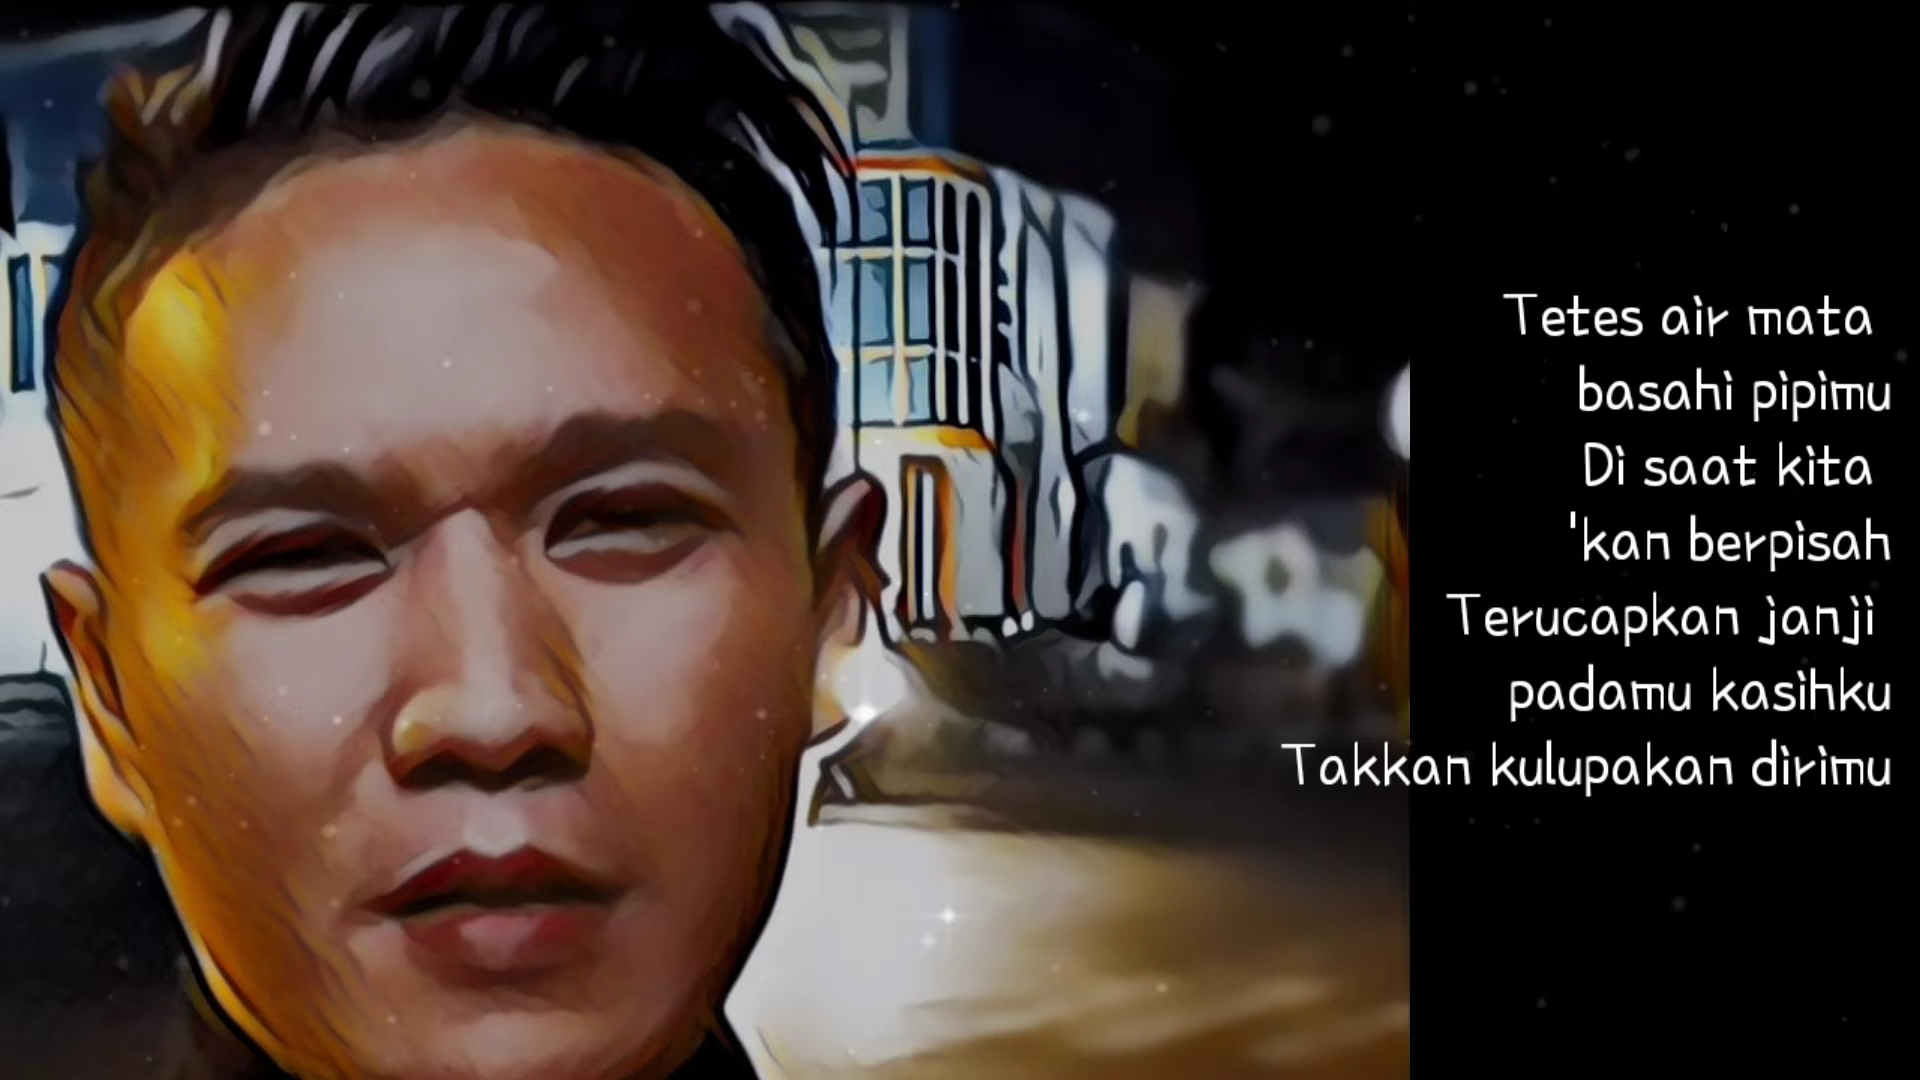 Tetes air mata
basahi pipimu
Di saat kita
'kan berpisah
Terucapkan janji
padamu kasihku
Takkan kulupakan dirimu